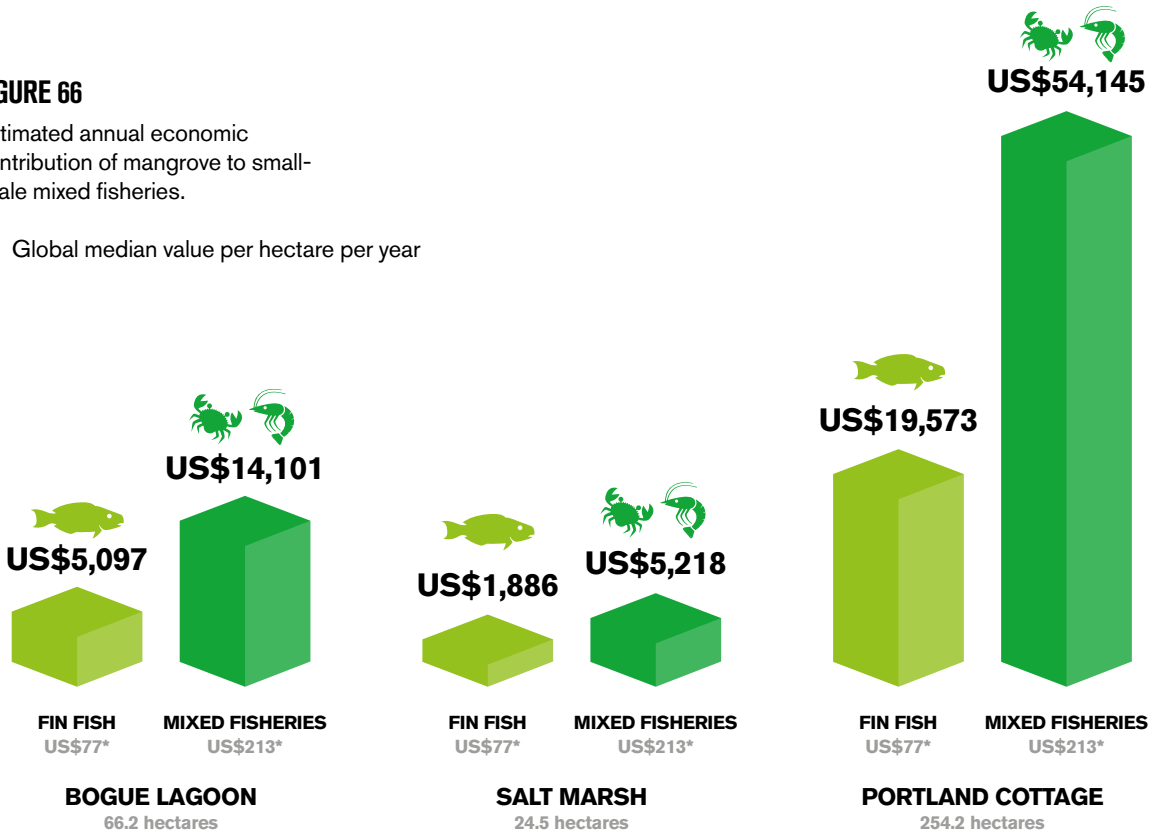 GURE 66
timated annual economic
ntribution of mangrove to small-
ale mixed fisheries.
Global median value per hectare per year
US$5,097
US$14,101
FIN FISH
US$77*
MIXED FISHERIES
US$213*
BOGUE LAGOON
66.2 hectares
US$1,886
US$5,218
FIN FISH
US$77*
MIXED FISHERIES
US$213*
SALT MARSH
24.5 hectares
US$19,573
US$54,145
FIN FISH
US$77*
MIXED FISHERIES
US$213*
PORTLAND COTTAGE
254.2 hectares